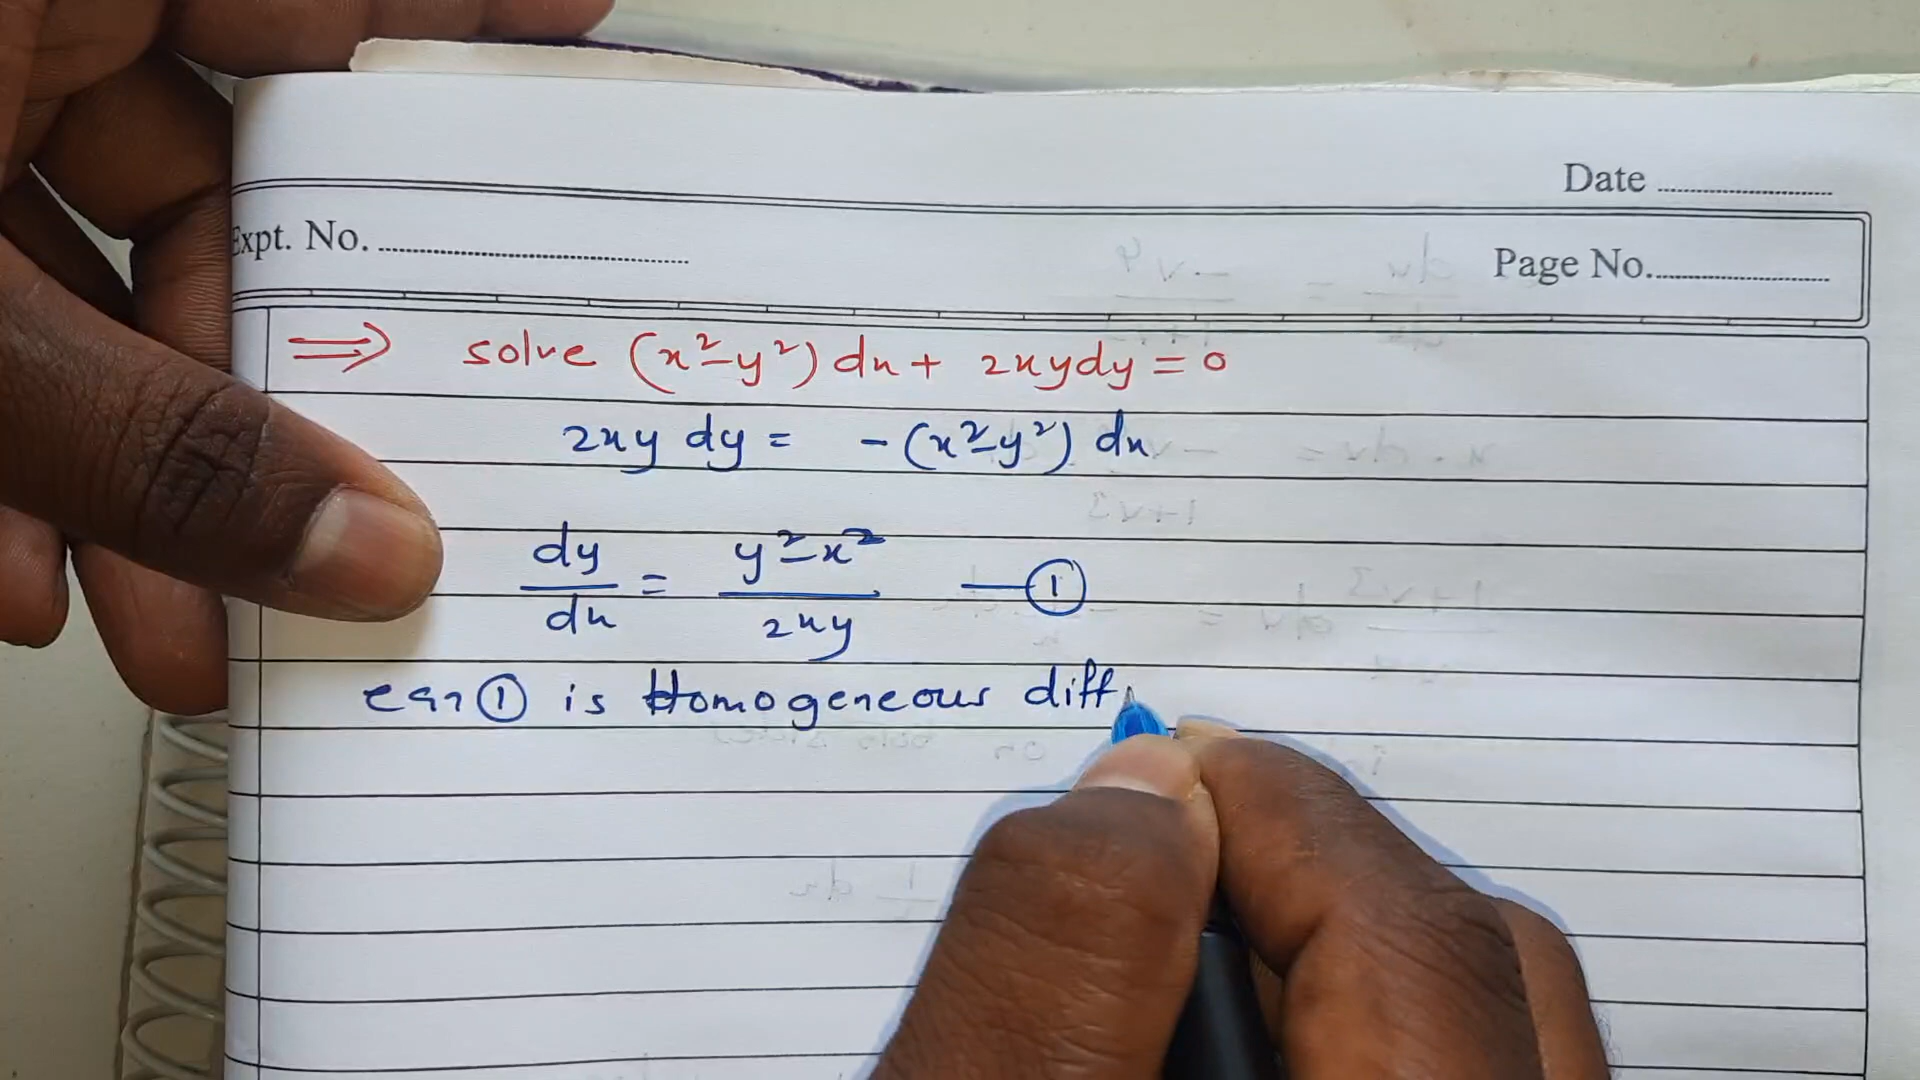 Date
Expt. No.
Page No.
⟹ solve (x²-y²) dx + 2xydy = 0
2xy dy = -(x²-y²) dx
dy/dx = y²-x²/2xy —①
eqn ① is Homogeneous diff